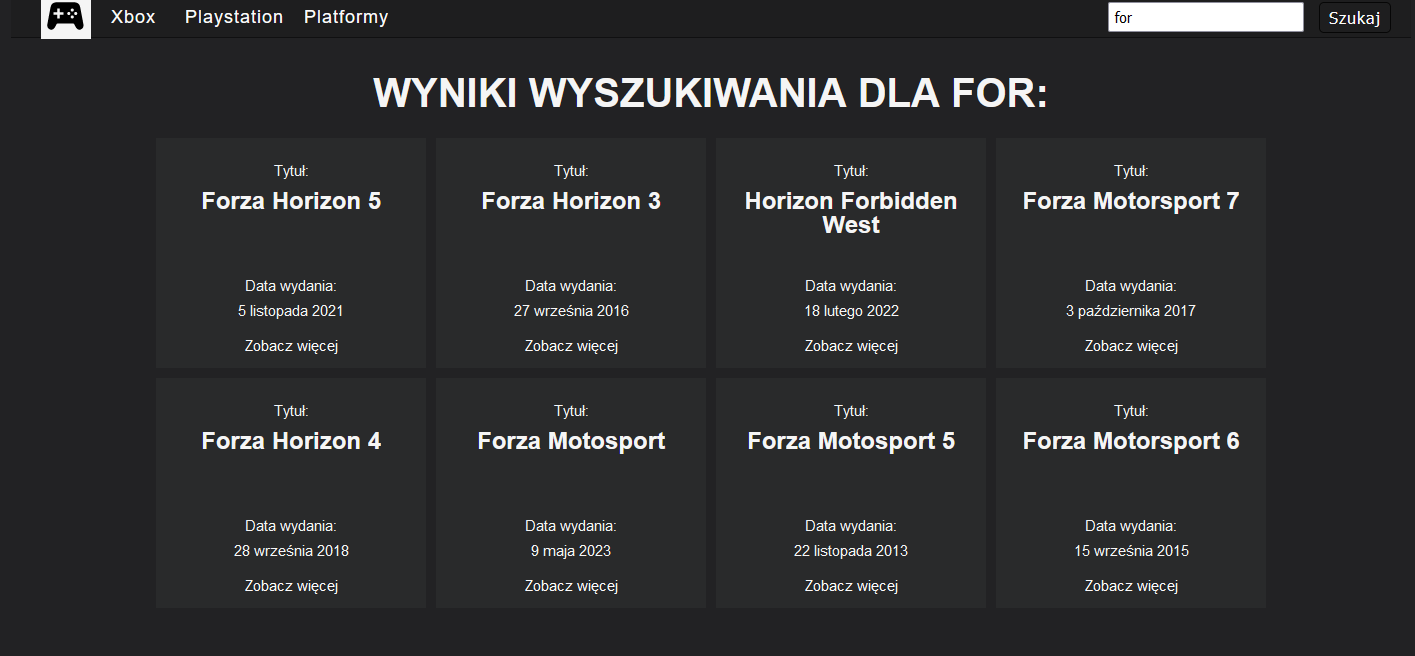 Xbox Playstation Platformy for Szukaj
WYNIKI WYSZUKIWANIA DLA FOR:
Tytuł:
Forza Horizon 5
Data wydania:
5 listopada 2021
Zobacz więcej
Tytuł:
Forza Horizon 3
Data wydania:
27 września 2016
Zobacz więcej
Tytuł:
Horizon Forbidden
West
Data wydania:
18 lutego 2022
Zobacz więcej
Tytuł:
Forza Motorsport 7
Data wydania:
3 października 2017
Zobacz więcej
Tytuł:
Forza Horizon 4
Data wydania:
28 września 2018
Zobacz więcej
Tytuł:
Forza Motosport
Data wydania:
9 maja 2023
Zobacz więcej
Tytuł:
Forza Motosport 5
Data wydania:
22 listopada 2013
Zobacz więcej
Tytuł:
Forza Motorsport 6
Data wydania:
15 września 2015
Zobacz więcej